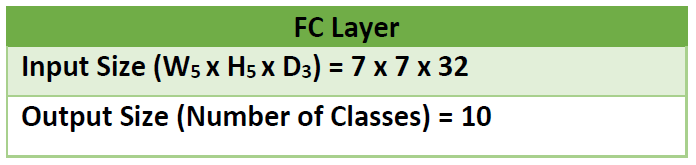 FC Layer
Input Size (W₅ x H₅ x D₃) = 7 x 7 x 32
Output Size (Number of Classes) = 10